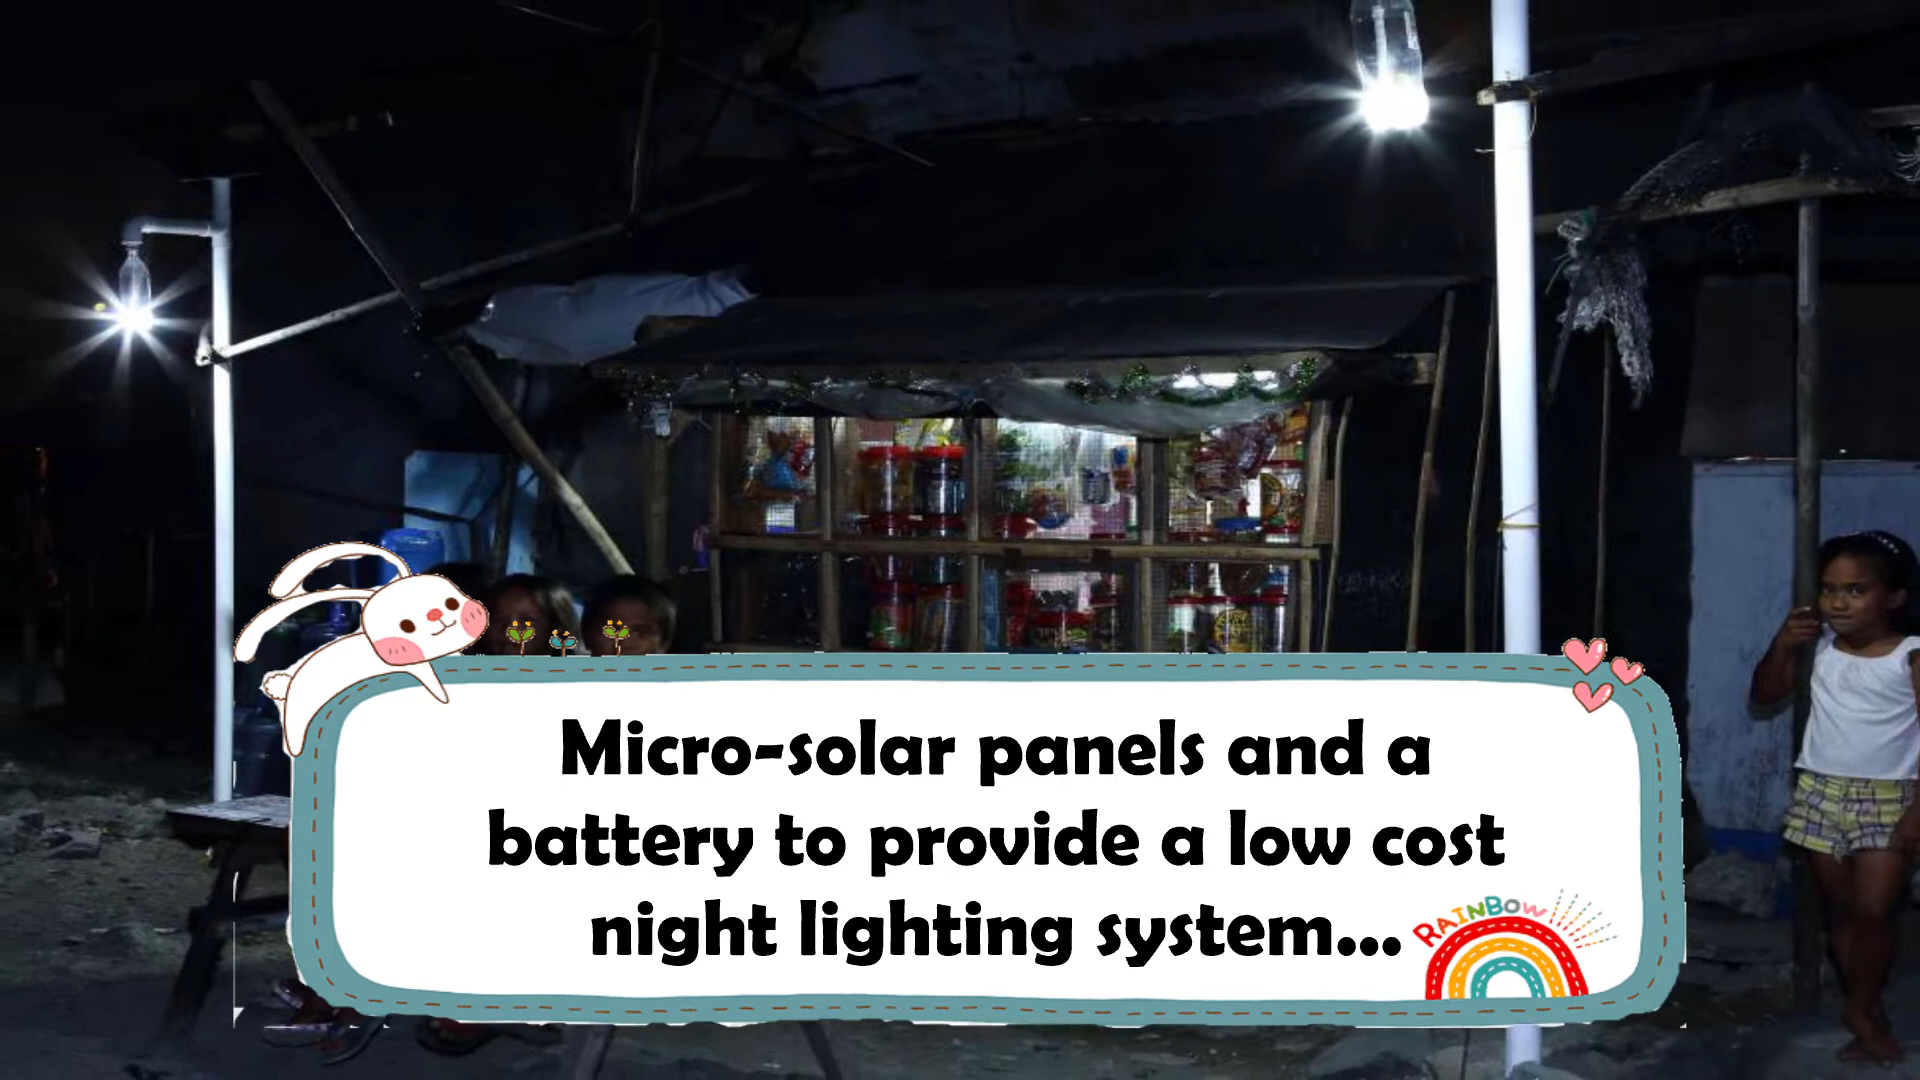 Micro-solar panels and a
battery to provide a low cost
night lighting system...
RAINBOW